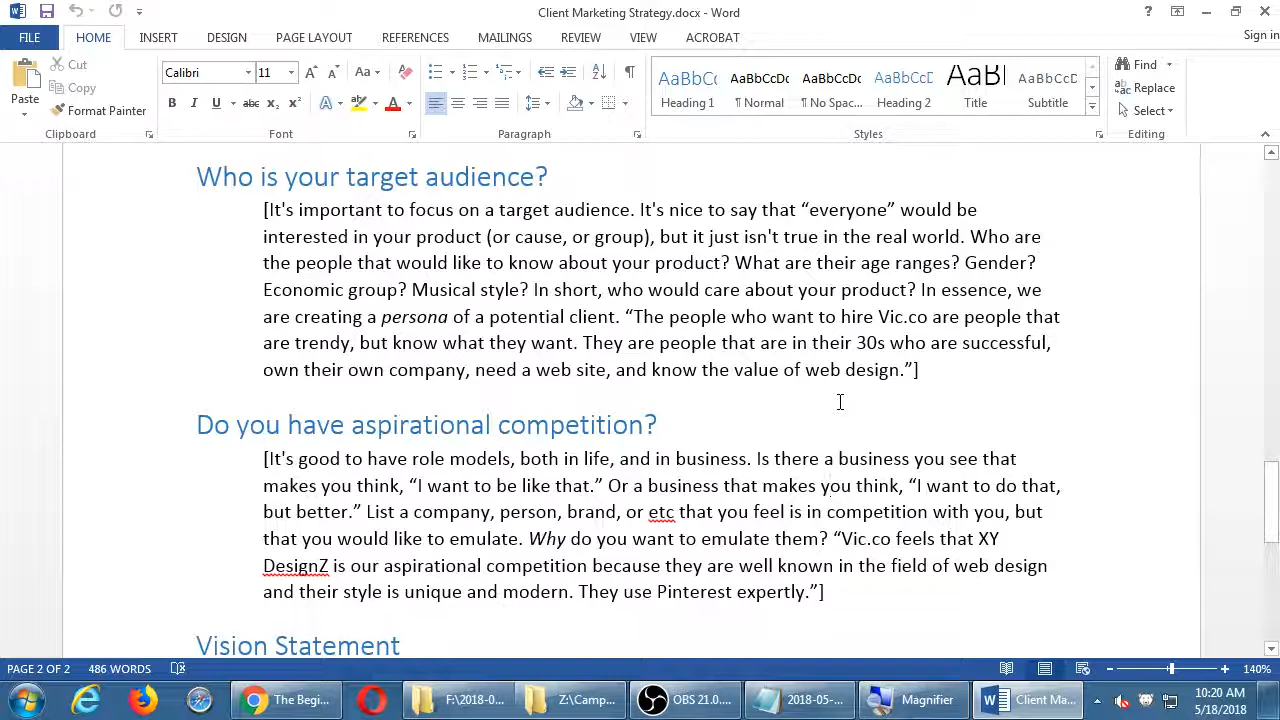 Client Marketing Strategy.docx - Word
FILE HOME INSERT DESIGN PAGE LAYOUT REFERENCES MAILINGS REVIEW VIEW ACROBAT Sign in
Paste
Cut
Copy
Format Painter
Clipboard
Calibri 11
Font
Paragraph
AaBbCc AaBbCcDc AaBbCcDc AaBbCcD AaB AaBbCcD
Heading 1 ¶ Normal ¶ No Spac... Heading 2 Title Subtitle
Styles
Find
Replace
Select
Editing
Who is your target audience?
[It's important to focus on a target audience. It's nice to say that “everyone” would be
interested in your product (or cause, or group), but it just isn't true in the real world. Who are
the people that would like to know about your product? What are their age ranges? Gender?
Economic group? Musical style? In short, who would care about your product? In essence, we
are creating a persona of a potential client. “The people who want to hire Vic.co are people that
are trendy, but know what they want. They are people that are in their 30s who are successful,
own their own company, need a web site, and know the value of web design.”]
Do you have aspirational competition?
[It's good to have role models, both in life, and in business. Is there a business you see that
makes you think, “I want to be like that.” Or a business that makes you think, “I want to do that,
but better.” List a company, person, brand, or etc that you feel is in competition with you, but
that you would like to emulate. Why do you want to emulate them? “Vic.co feels that XY
DesignZ is our aspirational competition because they are well known in the field of web design
and their style is unique and modern. They use Pinterest expertly.”]
Vision Statement
PAGE 2 OF 2 486 WORDS 140%
The Begi... F:\2018-0... Z:\Camp... OBS 21.0.... 2018-05-... Magnifier Client Ma...
10:20 AM
5/18/2018